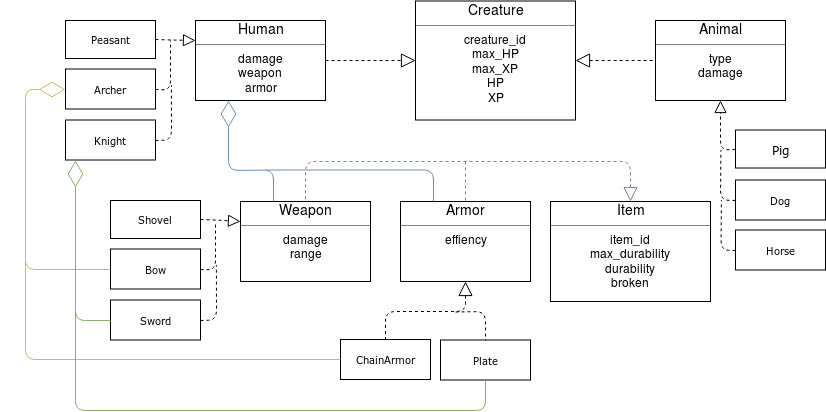 Creature
creature_id
max_HP
max_XP
HP
XP
Human
damage
weapon
armor
Animal
type
damage
Peasant
Archer
Knight
Pig
Dog
Horse
Weapon
damage
range
Armor
effiency
Item
item_id
max_durability
durability
broken
Shovel
Bow
Sword
ChainArmor
Plate